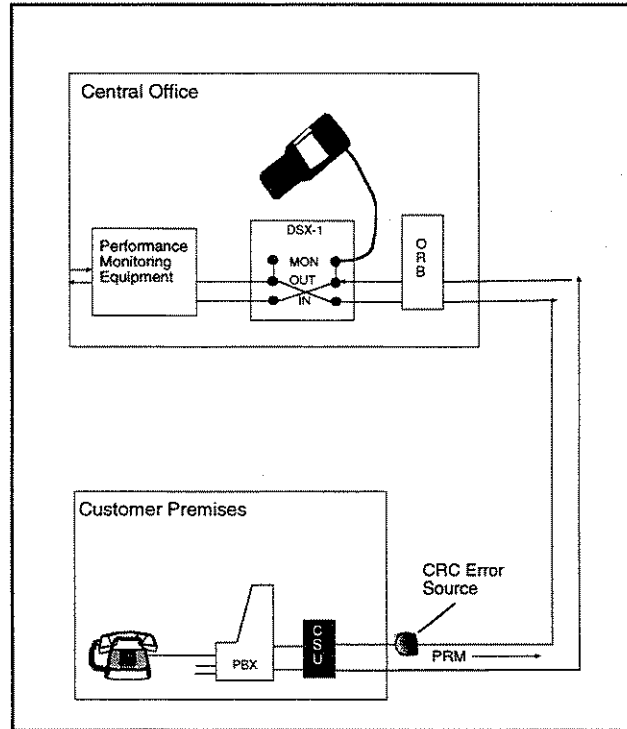 Central Office
DSX-1
Performance
Monitoring
Equipment
MON
OUT
IN
O
R
B
Customer Premises
CRC Error
Source
C
S
U
PBX
PRM